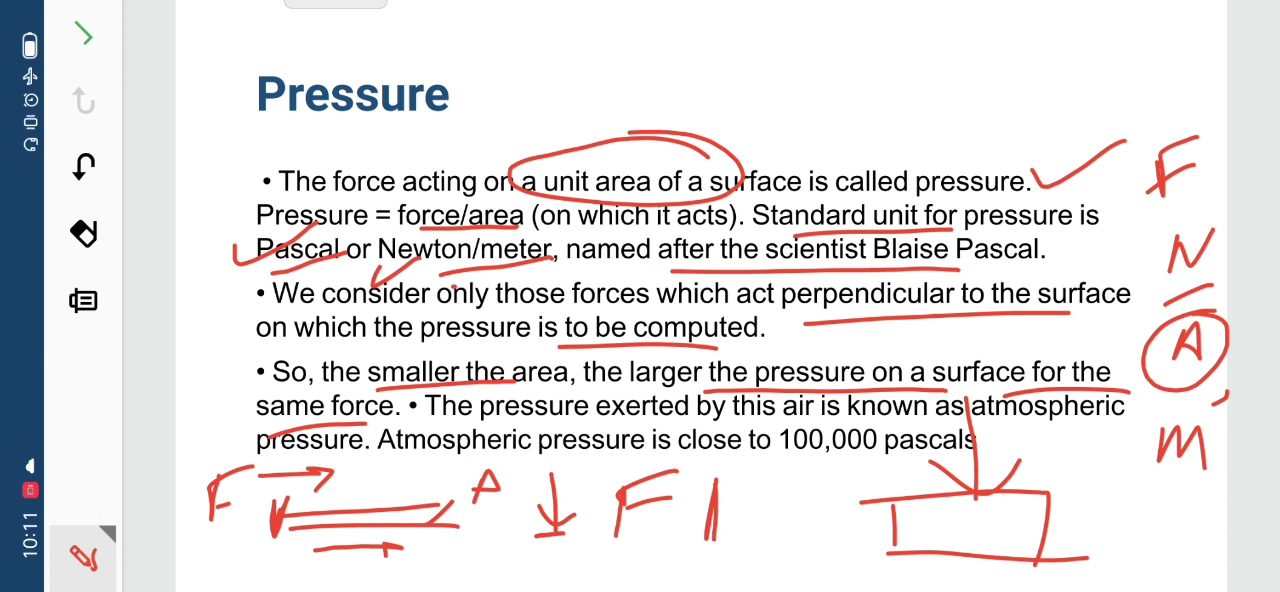 Pressure
• The force acting on a unit area of a surface is called pressure.
Pressure = force/area (on which it acts). Standard unit for pressure is
Pascal or Newton/meter, named after the scientist Blaise Pascal.
• We consider only those forces which act perpendicular to the surface
on which the pressure is to be computed.
• So, the smaller the area, the larger the pressure on a surface for the
same force. • The pressure exerted by this air is known as atmospheric
pressure. Atmospheric pressure is close to 100,000 pascals
F
N
A
M
F A F
10:11